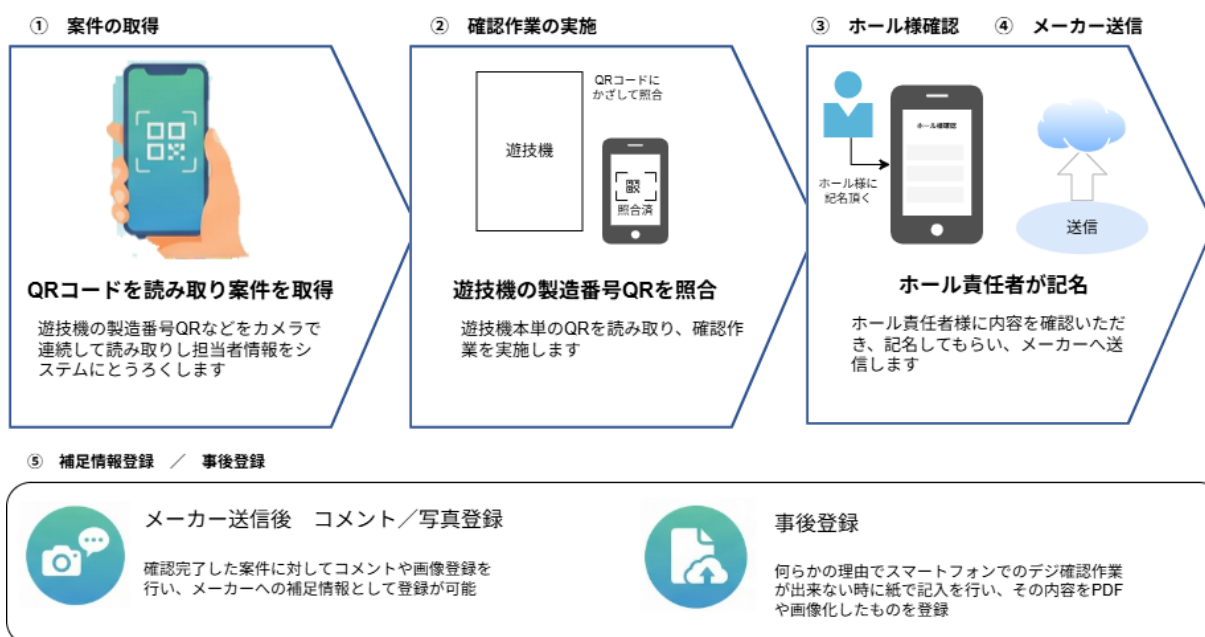 ① 案件の取得
QRコードを読み取り案件を取得
遊技機の製造番号QRなどをカメラで
連続して読み取りし担当者情報をシ
ステムにとうろくします
② 確認作業の実施
QRコードに
かざして照合
遊技機
照合済
遊技機の製造番号QRを照合
遊技機本単のQRを読み取り、確認作
業を実施します
③ ホール様確認 ④ メーカー送信
ホール様確認
ホール様に
記名頂く
送信
ホール責任者が記名
ホール責任者様に内容を確認いただ
き、記名してもらい、メーカーへ送
信します
⑤ 補足情報登録 ／ 事後登録
メーカー送信後 コメント／写真登録
確認完了した案件に対してコメントや画像登録を
行い、メーカーへの補足情報として登録が可能
事後登録
何らかの理由でスマートフォンでのデジ確認作業
が出来ない時に紙で記入を行い、その内容をPDF
や画像化したものを登録